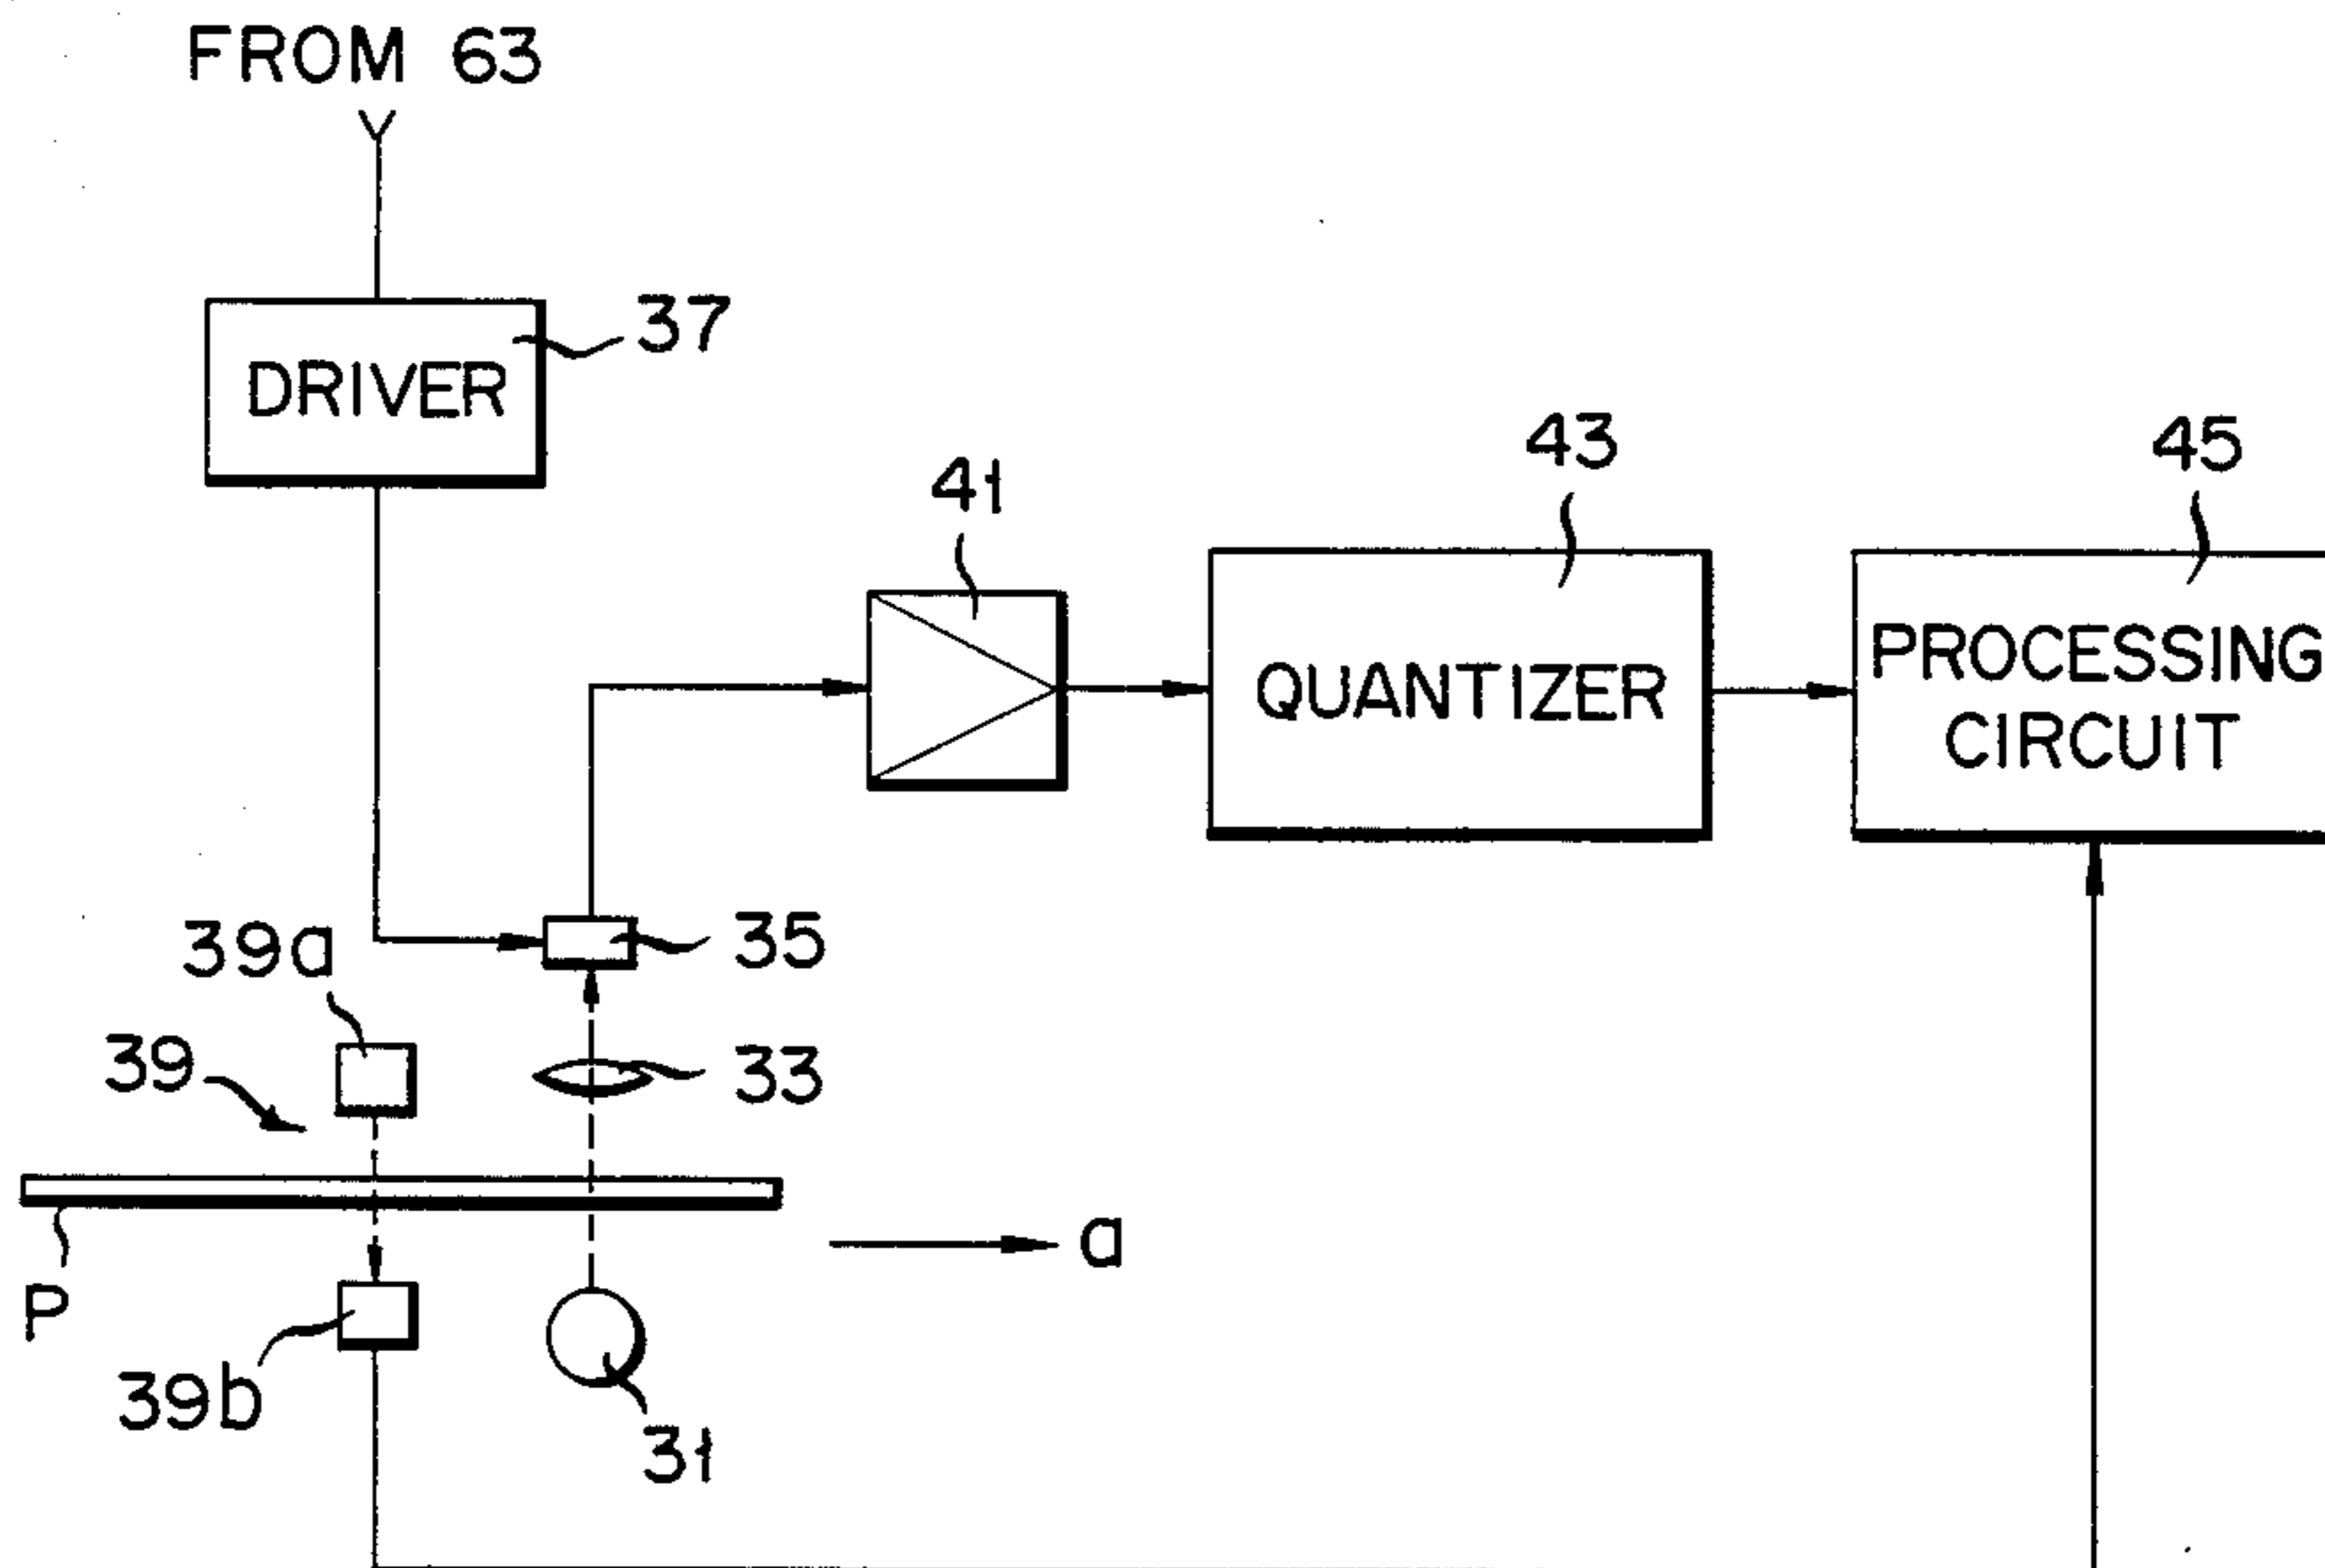 FROM 63
37
DRIVER
43
45
41
PROCESSING
QUANTIZER
CIRCUIT
39a
35
39
33
a
P
39b
31